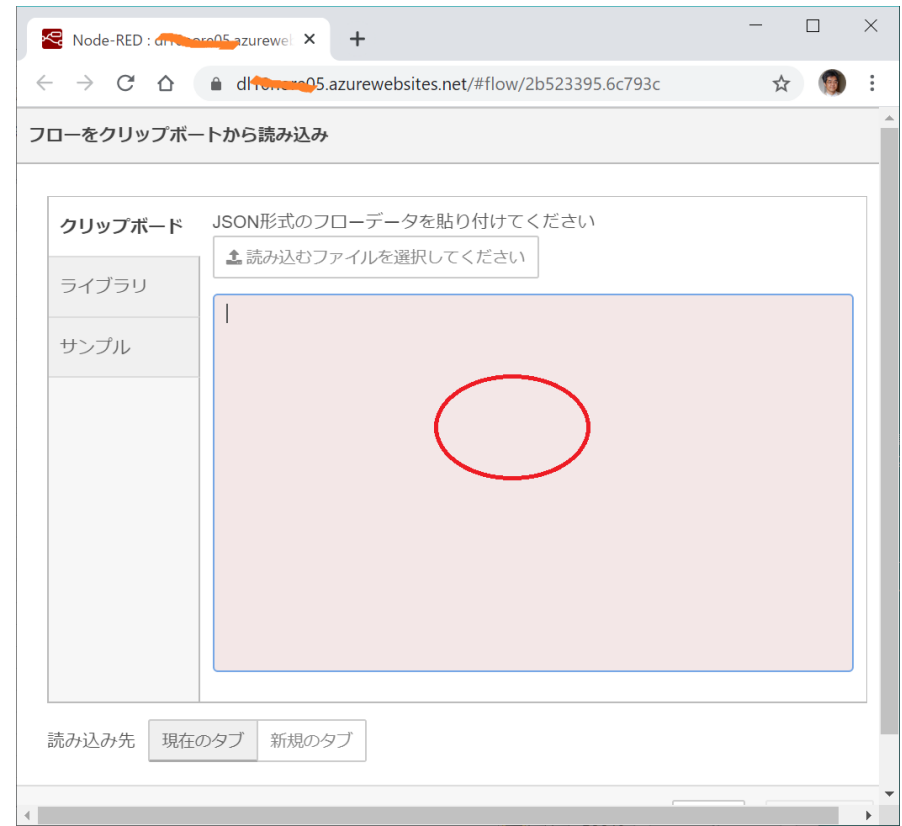 Node-RED :
azurewel
5.azurewebsites.net/#flow/2b523395.6c793c
フローをクリップボートから読み込み
クリップボード
JSON形式のフローデータを貼り付けてください
読み込むファイルを選択してください
ライブラリ
サンプル
読み込み先
現在のタブ
新規のタブ